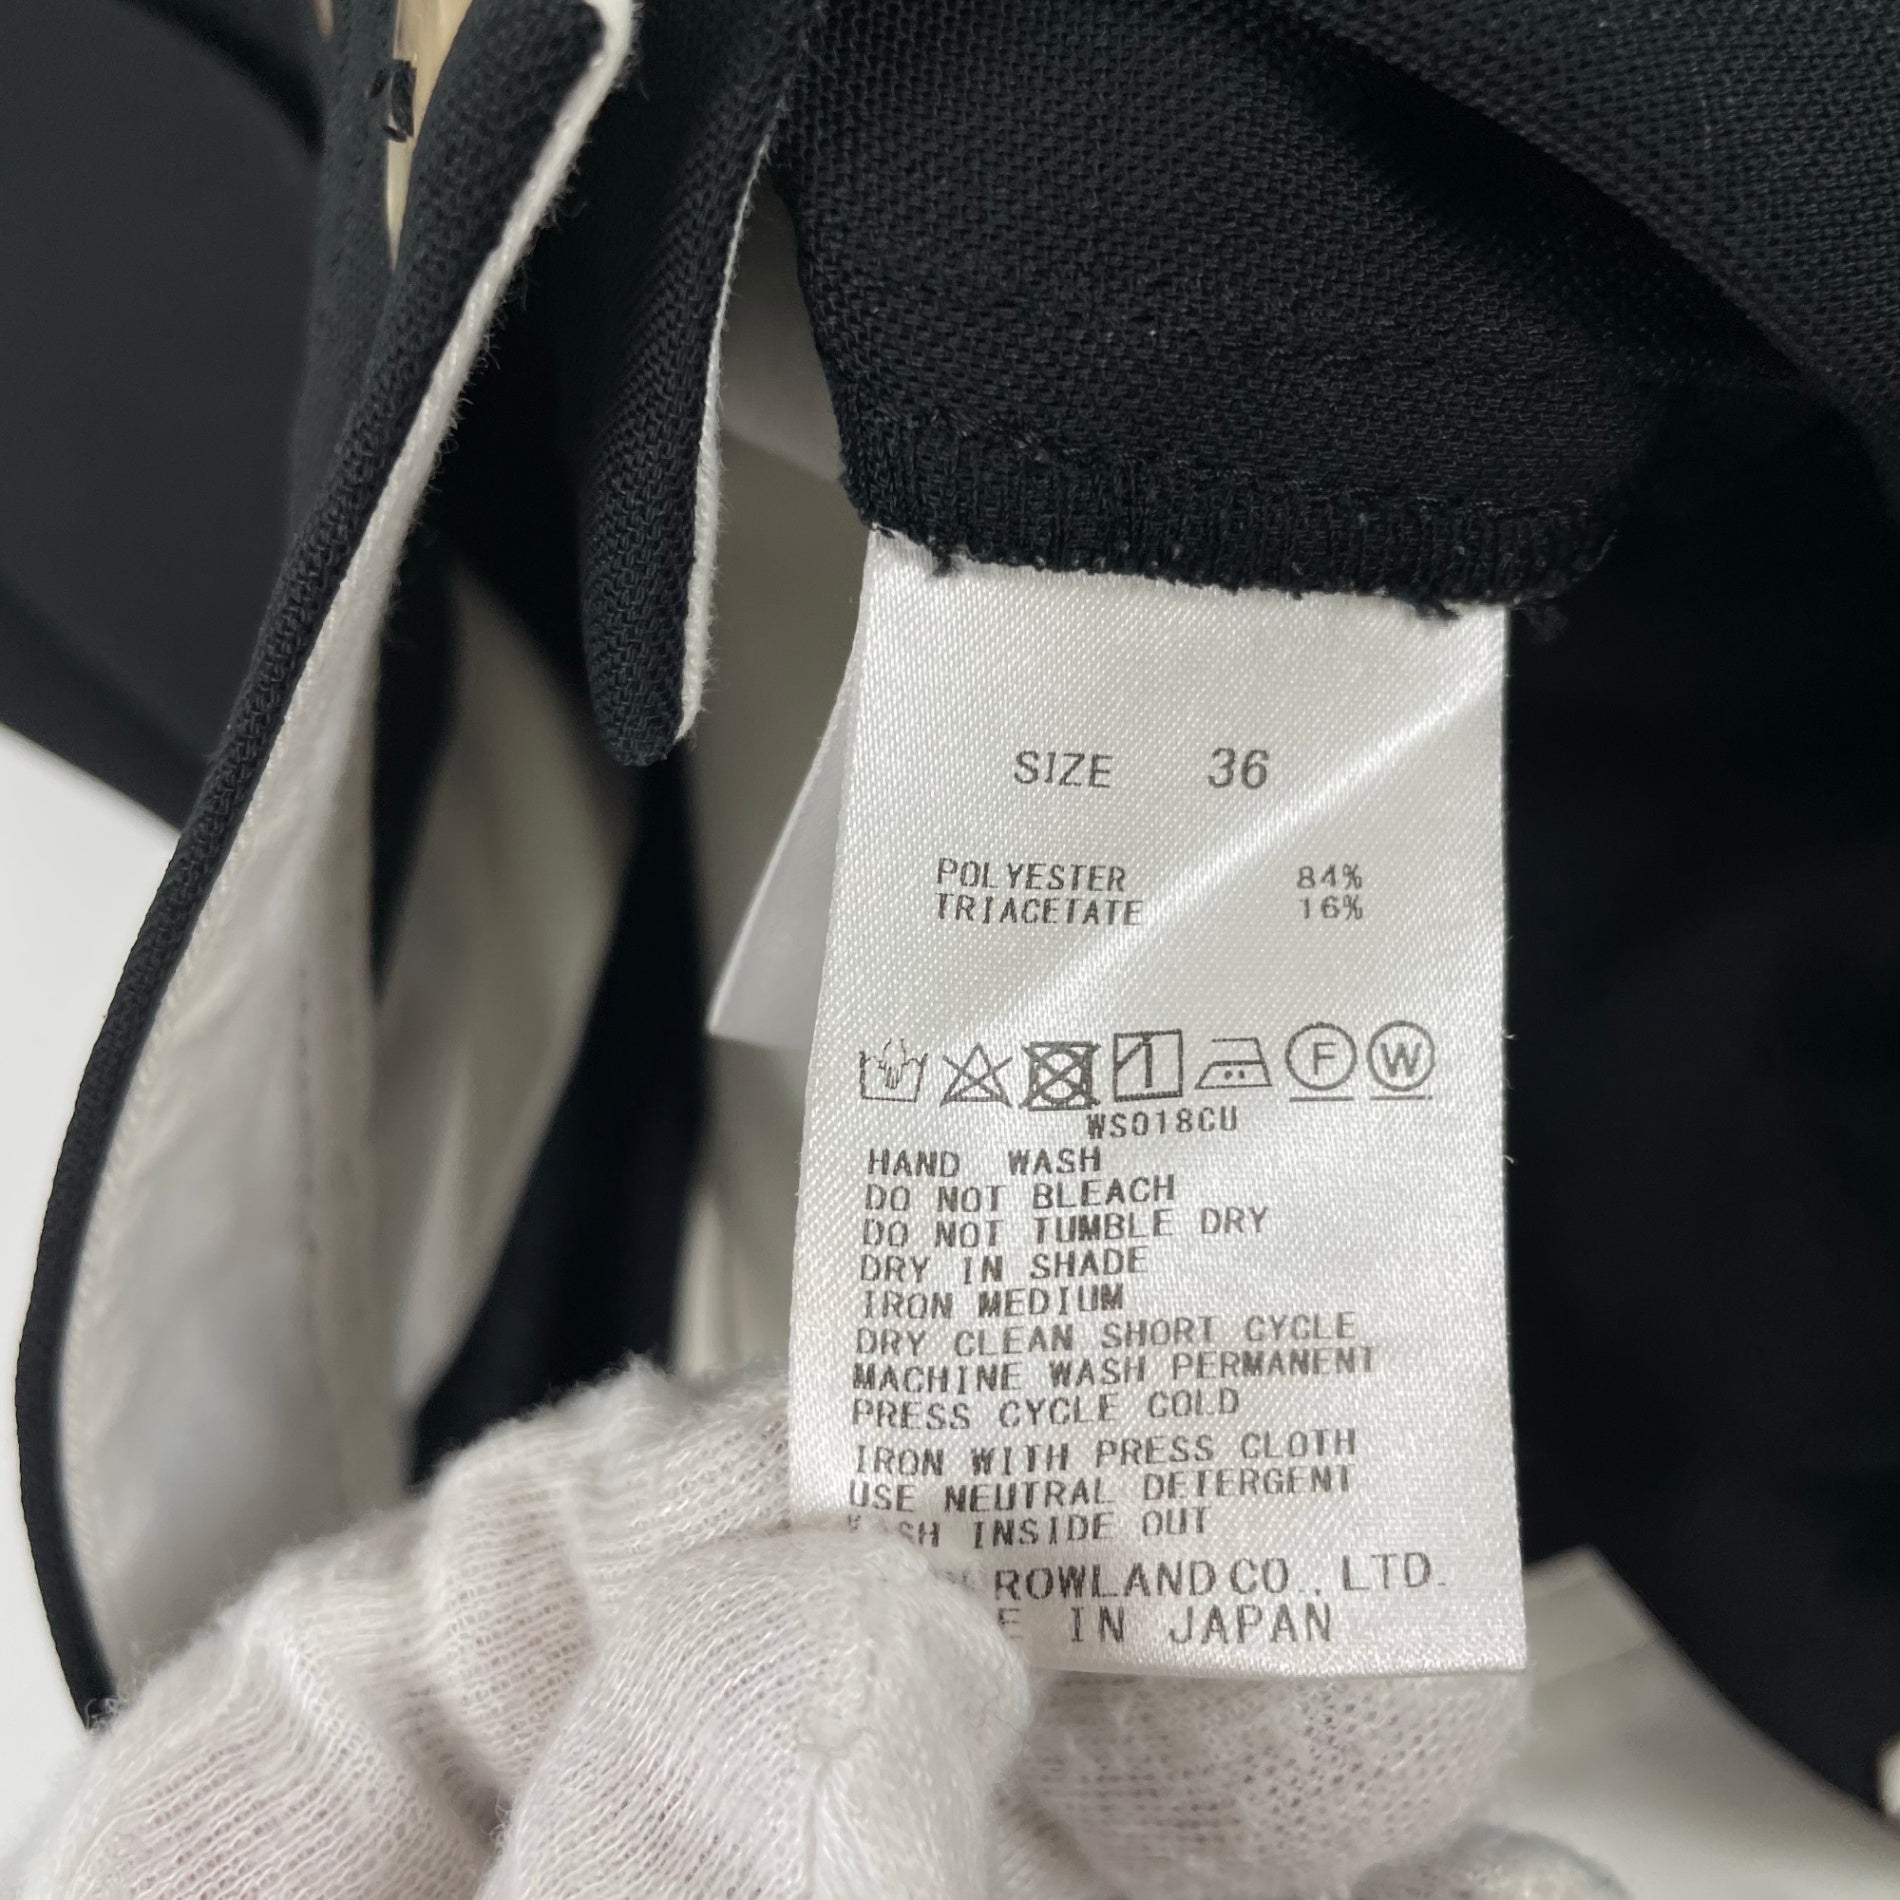 SIZE 36
POLYESTER 84%
TRIACETATE 16%
F W
WS018CU
HAND WASH
DO NOT BLEACH
DO NOT TUMBLE DRY
DRY IN SHADE
IRON MEDIUM
DRY CLEAN SHORT CYCLE
MACHINE WASH PERMANENT
PRESS CYCLE COLD
IRON WITH PRESS CLOTH
USE NEUTRAL DETERGENT
INSIDE OUT
ROWLAND CO., LTD.
IN JAPAN